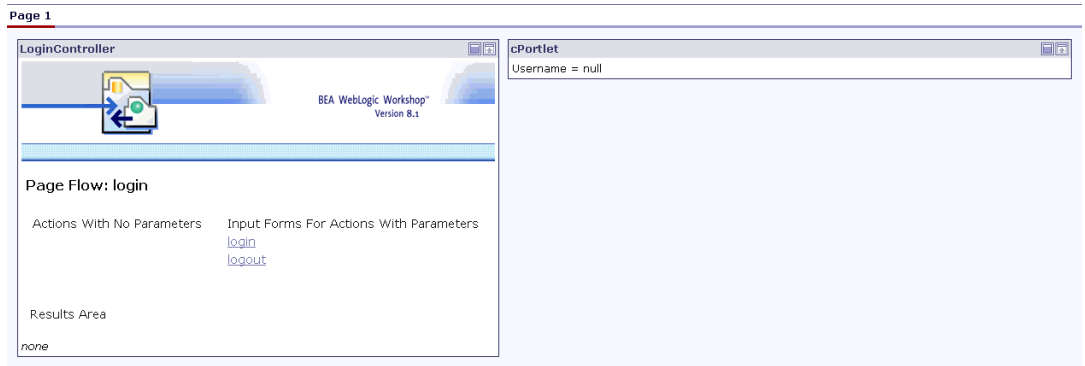 Page 1
LoginController
BEA WebLogic Workshop™
Version 8.1
Page Flow: login
Actions With No Parameters
Input Forms For Actions With Parameters
login
logout
Results Area
none
cPortlet
Username = null